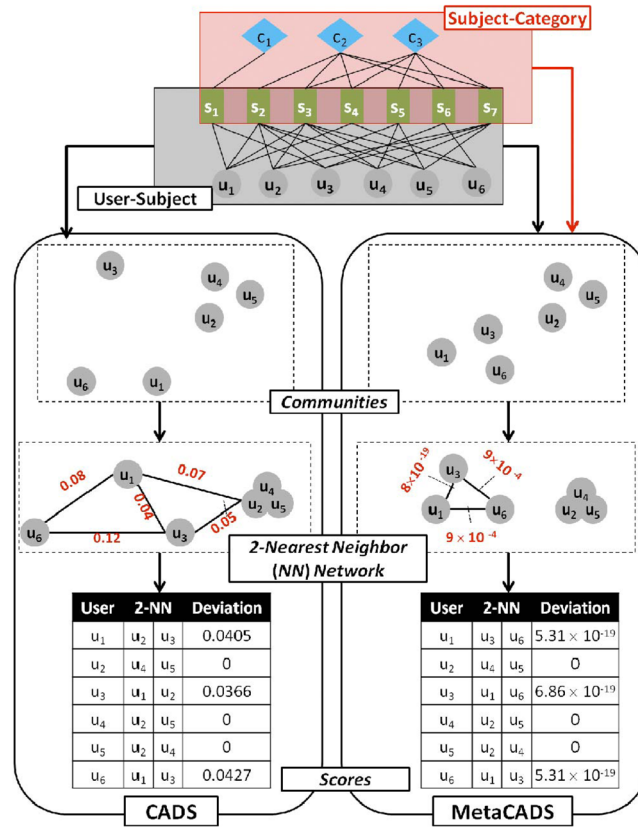 Subject-Category
c1 c2 c3
s1 s2 s3 s4 s5 s6 s7
u1 u2 u3 u4 u5 u6
User-Subject
u3 u4 u5 u2 u6 u1
u4 u5 u2 u3 u1 u6
Communities
0.08 u1 0.07 u4 u2 u5 0.04 0.05 u6 0.12 u3
8×10⁻¹⁹ u3 9×10⁻⁴ u1 u6 9 × 10⁻⁴ u4 u2 u5
2-Nearest Neighbor
(NN) Network
User 2-NN Deviation
u1 u2 u3 0.0405
u2 u4 u5 0
u3 u1 u2 0.0366
u4 u2 u5 0
u5 u2 u4 0
u6 u1 u3 0.0427
User 2-NN Deviation
u1 u3 u6 5.31 × 10⁻¹⁹
u2 u4 u5 0
u3 u1 u6 6.86 × 10⁻¹⁹
u4 u2 u5 0
u5 u2 u4 0
u6 u1 u3 5.31 × 10⁻¹⁹
Scores
CADS
MetaCADS